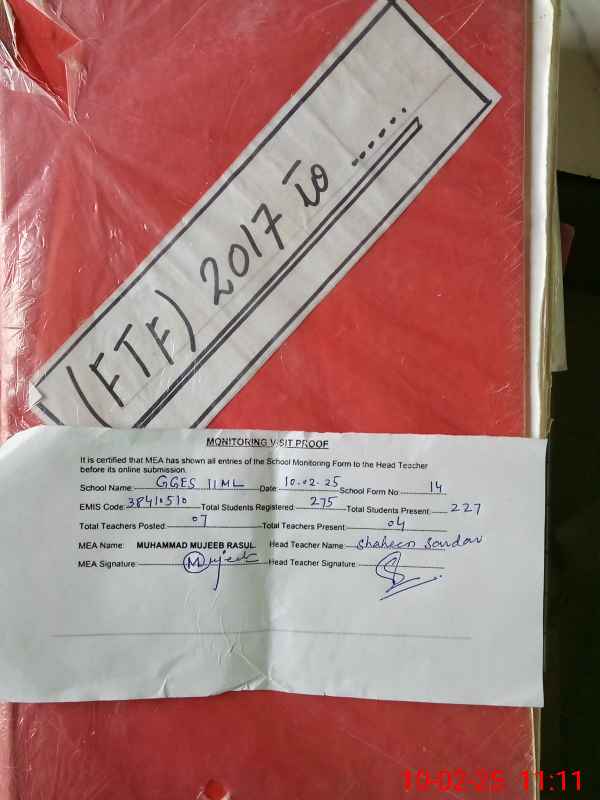 (FTF) 2017 to ......
MONITORING VISIT PROOF
It is certified that MEA has shown all entries of the School Monitoring Form to the Head Teacher
before its online submission.
School Name: GGES 11ML Date: 10.02.25 School Form No: 14
EMIS Code: 38410510 Total Students Registered: 275 Total Students Present: 227
Total Teachers Posted: 07 Total Teachers Present: 04
MEA Name: MUHAMMAD MUJEEB RASUL Head Teacher Name: Shaheen Sardar
MEA Signature: Mujeeb Head Teacher Signature:
10-02-25 11:11